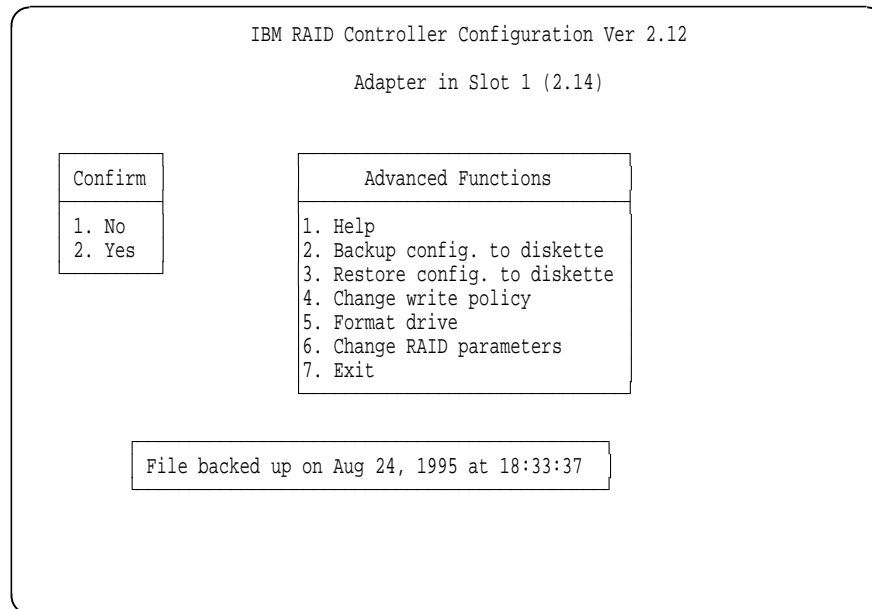 IBM RAID Controller Configuration Ver 2.12
Adapter in Slot 1 (2.14)
Confirm
1. No
2. Yes
Advanced Functions
1. Help
2. Backup config. to diskette
3. Restore config. to diskette
4. Change write policy
5. Format drive
6. Change RAID parameters
7. Exit
File backed up on Aug 24, 1995 at 18:33:37